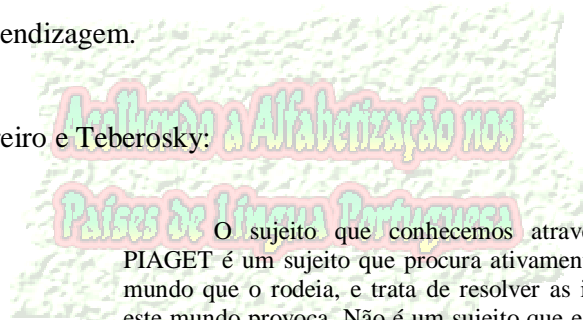 endizagem.
reiro e Teberosky:
Acolhendo a Alfabetização nos
Países de Língua Portuguesa
O sujeito que conhecemos atrav
PIAGET é um sujeito que procura ativamen
mundo que o rodeia, e trata de resolver as i
este mundo provoca. Não é um sujeito que e